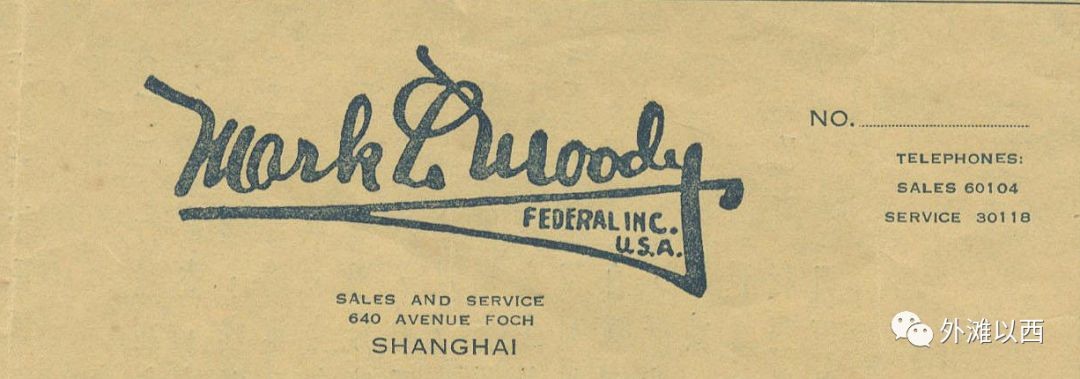 Mark L. Moody
FEDERAL INC.
U.S.A.
NO.
TELEPHONES:
SALES 60104
SERVICE 30118
SALES AND SERVICE
640 AVENUE FOCH
SHANGHAI
外滩以西